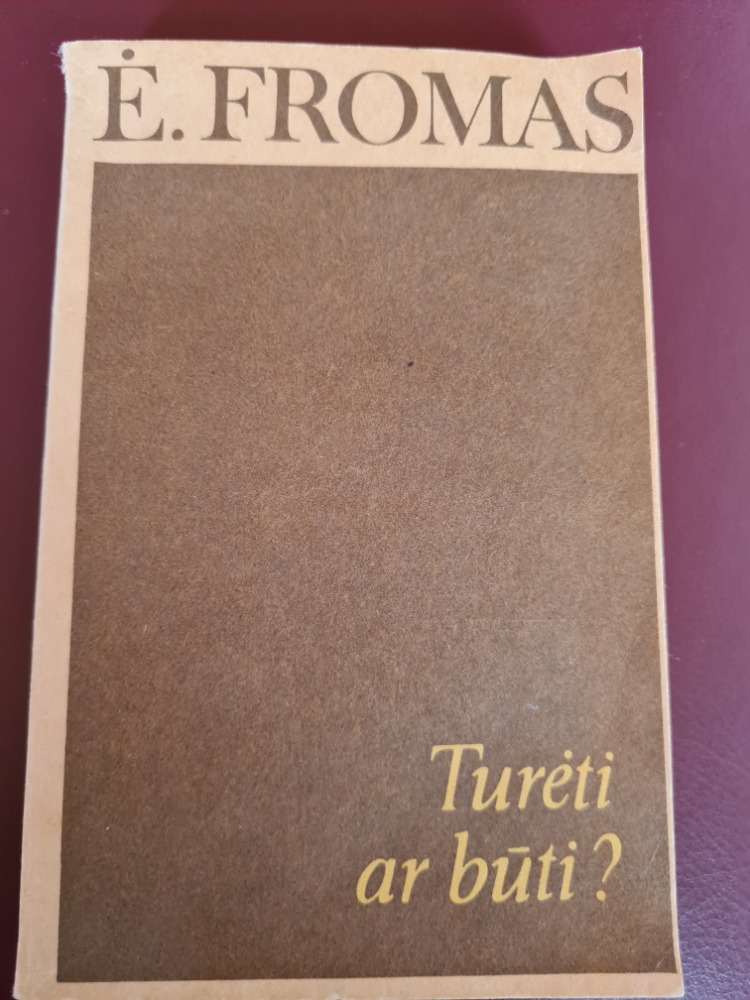 Ė. FROMAS
Turėti
ar būti?